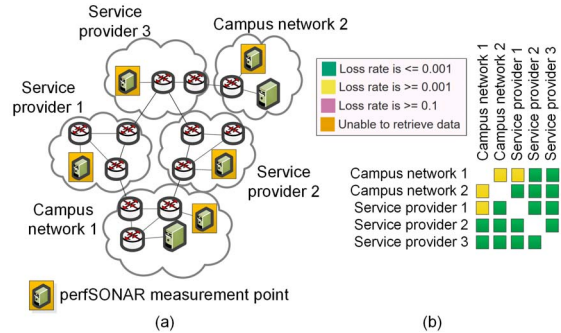 Service
provider 3
Campus network 2
Service
provider 1
Service
provider 2
Campus
network 1
perfSONAR measurement point
(a)
Loss rate is <= 0.001
Loss rate is >= 0.001
Loss rate is >= 0.1
Unable to retrieve data
Campus network 1
Campus network 2
Service provider 1
Service provider 2
Service provider 3
Campus network 1
Campus network 2
Service provider 1
Service provider 2
Service provider 3
(b)